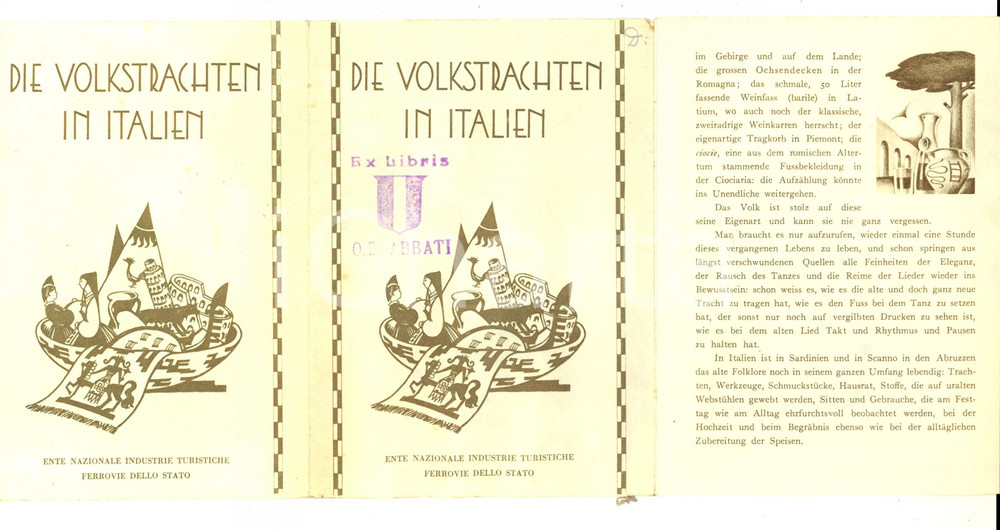 DIE VOLKSTRACHTEN
IN ITALIEN
ENTE NAZIONALE INDUSTRIE TURISTICHE
FERROVIE DELLO STATO
DIE VOLKSTRACHTEN
IN ITALIEN
Ex Libris
ABBATI
ENTE NAZIONALE INDUSTRIE TURISTICHE
FERROVIE DELLO STATO
im Gebirge und auf dem Lande;
die grossen Ochsendecken in der
Romagna; das schmale, 50 Liter
fassende Weinfass (barile) in La-
tium, wo auch noch der klassische,
zweiradrige Weinkarren herrscht; der
eigenartige Tragkorb in Piemont; die
ciocie, eine aus dem romischen Alter-
tum stammende Fussbekleidung in
der Ciociaria: die Aufzählung könnte
ins Unendliche weitergehen.
Das Volk ist stolz auf diese
seine Eigenart und kann sie nie ganz vergessen.
Man braucht es nur aufzurufen, wieder einmal eine Stunde
dieses vergangenen Lebens zu leben, und schon springen aus
längst verschwundenen Quellen alle Feinheiten der Eleganz,
der Rausch des Tanzes und die Reime der Lieder wieder ins
Bewusstsein: schon weiss es, wie es die alte und doch ganz neue
Tracht zu tragen hat, wie es den Fuss bei dem Tanz zu setzen
hat, der sonst nur noch auf vergilbten Drucken zu sehen ist,
wie es bei dem alten Lied Takt und Rhythmus und Pausen
zu halten hat.
In Italien ist in Sardinien und in Scanno in den Abruzzen
das alte Folklore noch in seinem ganzen Umfang lebendig: Trach-
ten, Werkzeuge, Schmuckstücke, Hausrat, Stoffe, die auf uralten
Webstühlen gewebt werden, Sitten und Gebrauche, die am Fest-
tag wie am Alltag ehrfurchtsvoll beobachtet werden, bei der
Hochzeit und beim Begräbnis ebenso wie bei der alltäglichen
Zubereitung der Speisen.